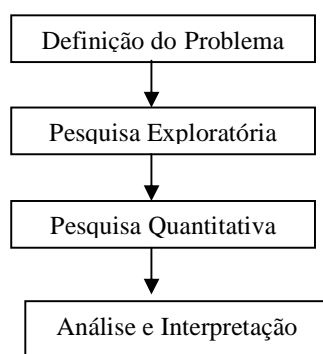 Definição do Problema
Pesquisa Exploratória
Pesquisa Quantitativa
Análise e Interpretação